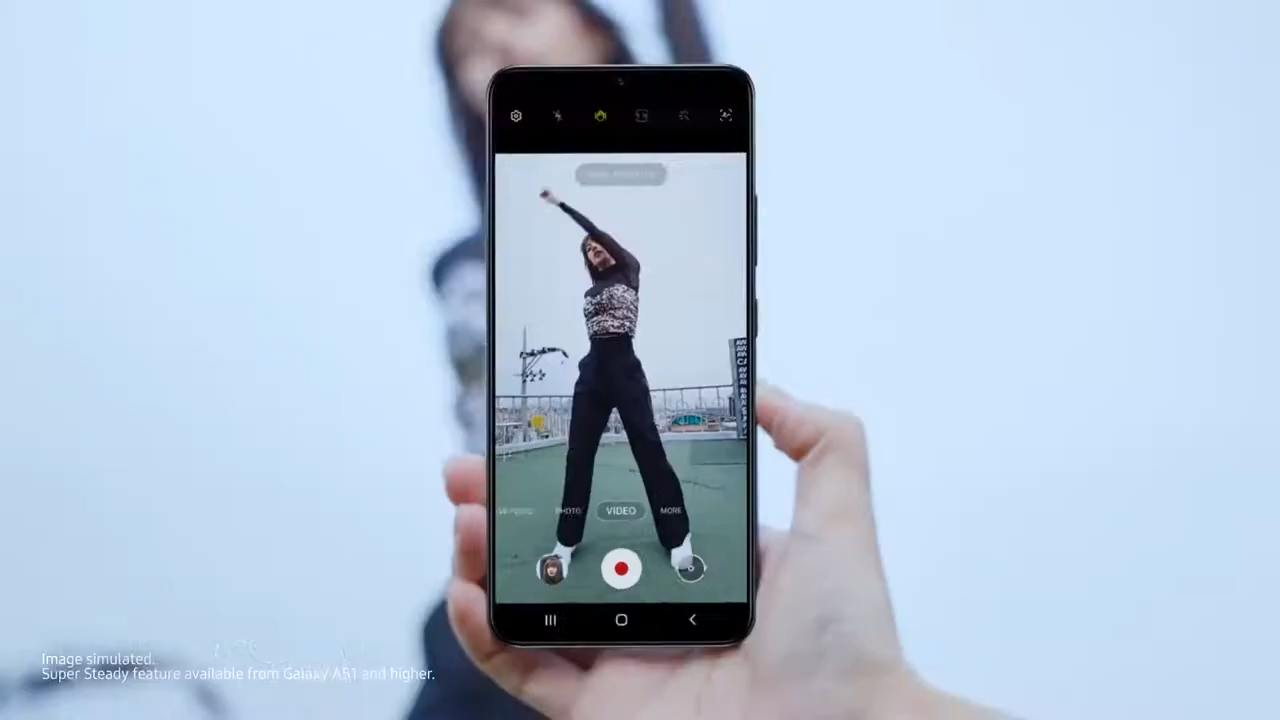 PHOTO
VIDEO
MORE
Image simulated.
Super Steady feature available from Galaxy A51 and higher.